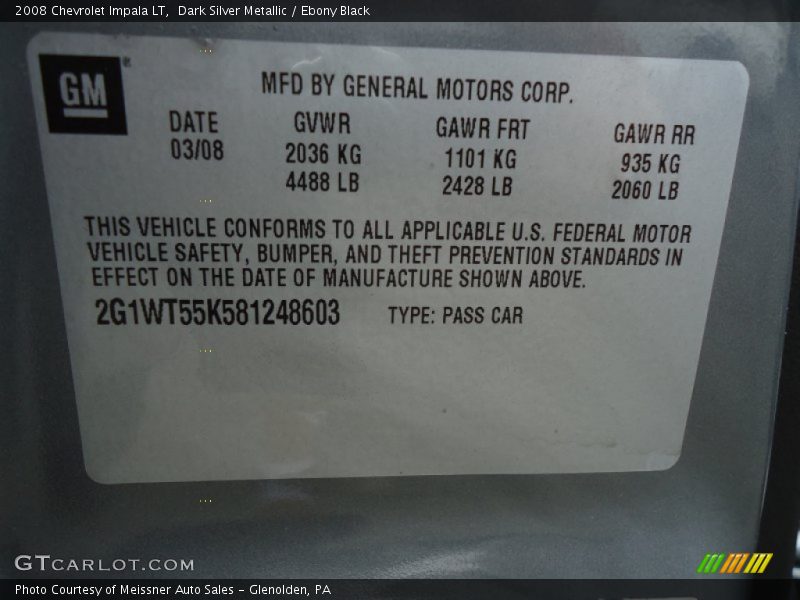 2008 Chevrolet Impala LT,  Dark Silver Metallic / Ebony Black
GM®
MFD BY GENERAL MOTORS CORP.
DATE GVWR GAWR FRT GAWR RR
03/08 2036 KG 1101 KG 935 KG
4488 LB 2428 LB 2060 LB
THIS VEHICLE CONFORMS TO ALL APPLICABLE U.S. FEDERAL MOTOR
VEHICLE SAFETY, BUMPER, AND THEFT PREVENTION STANDARDS IN
EFFECT ON THE DATE OF MANUFACTURE SHOWN ABOVE.
2G1WT55K581248603 TYPE: PASS CAR
GTCARLOT.COM
Photo Courtesy of Meissner Auto Sales - Glenolden, PA